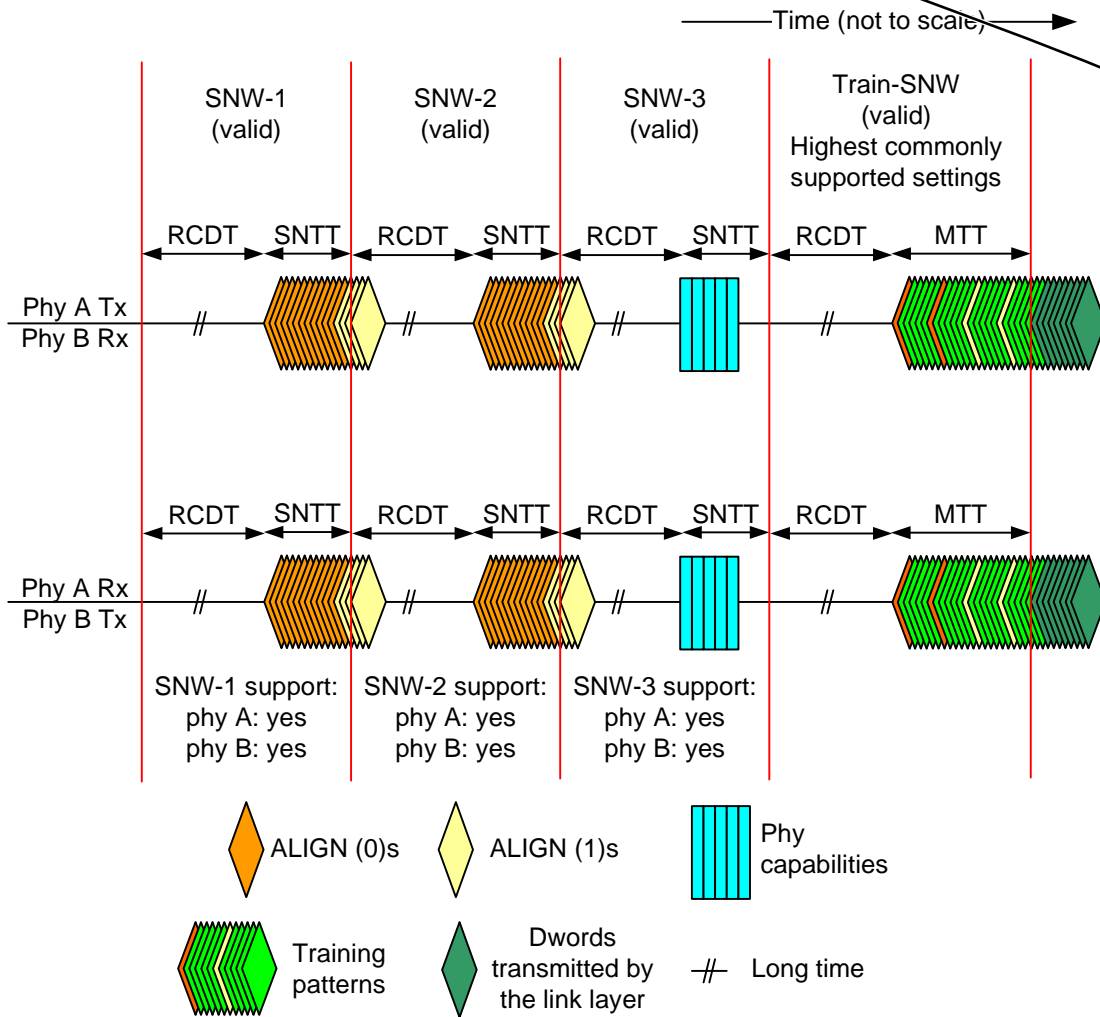 Time (not to scale)
SNW-1
(valid)
SNW-2
(valid)
SNW-3
(valid)
Train-SNW
(valid)
Highest commonly
supported settings
RCDT SNTT RCDT SNTT RCDT SNTT RCDT MTT
Phy A Tx
Phy B Rx
RCDT SNTT RCDT SNTT RCDT SNTT RCDT MTT
Phy A Rx
Phy B Tx
SNW-1 support:
phy A: yes
phy B: yes
SNW-2 support:
phy A: yes
phy B: yes
SNW-3 support:
phy A: yes
phy B: yes
ALIGN (0)s
ALIGN (1)s
Phy
capabilities
Training
patterns
Dwords
transmitted by
the link layer
Long time